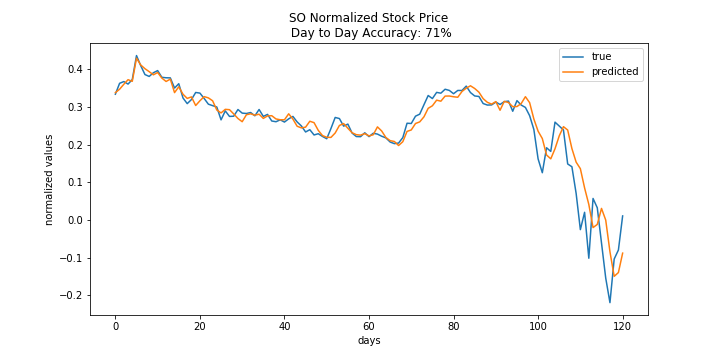 SO Normalized Stock Price
Day to Day Accuracy: 71%
true
predicted
normalized values
0.4
0.3
0.2
0.1
0.0
−0.1
−0.2
0
20
40
60
80
100
120
days